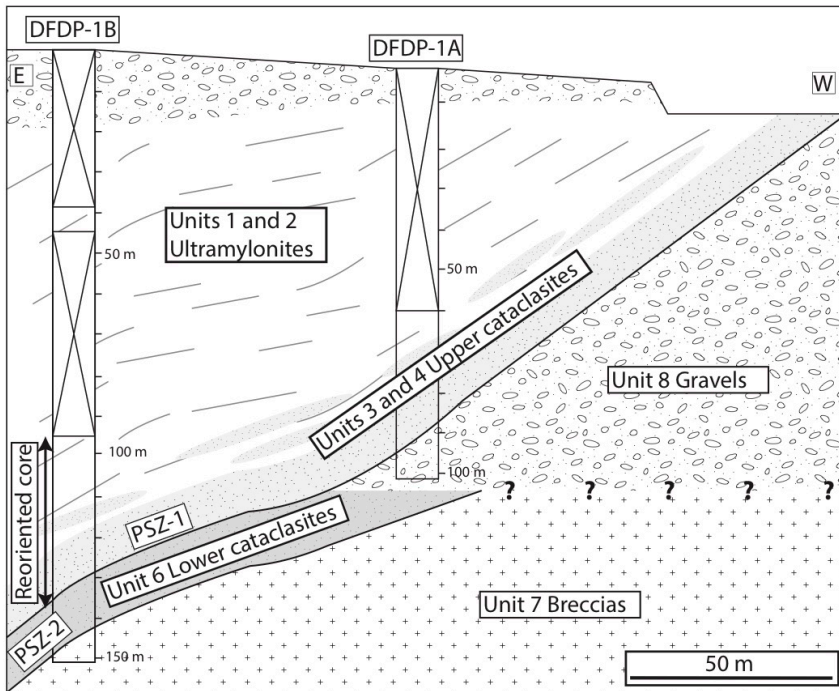 DFDP-1B
DFDP-1A
E
W
Units 1 and 2
Ultramylonites
50 m
50 m
Units 3 and 4 Upper cataclasites
Unit 8 Gravels
Reoriented core
100 m
100 m
? ? ? ? ?
PSZ-1
Unit 6 Lower cataclasites
Unit 7 Breccias
PSZ-2
150 m
50 m